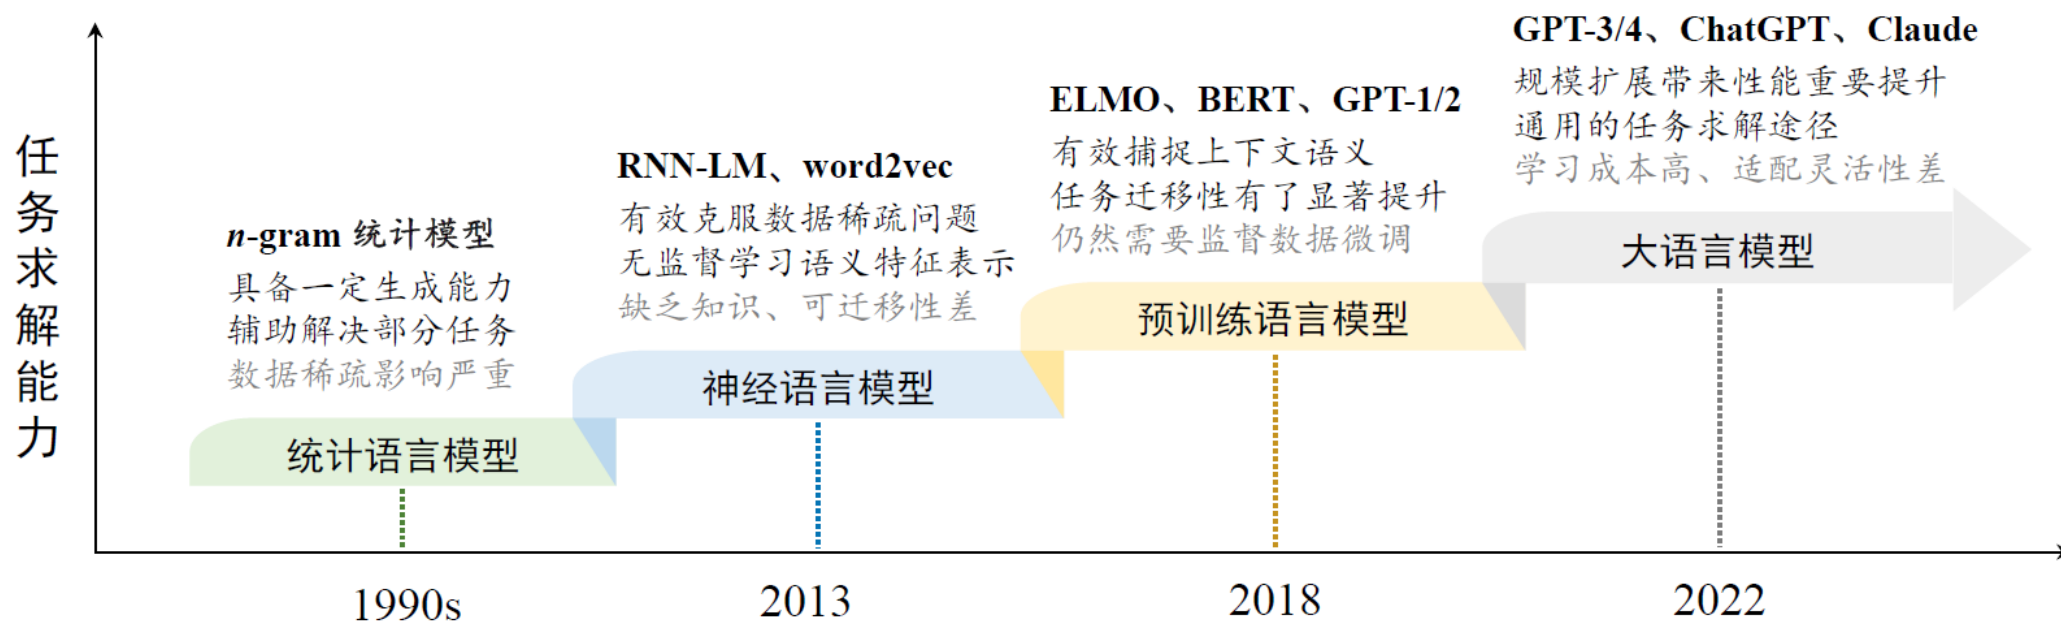 任务求解能力
n-gram 统计模型
具备一定生成能力
辅助解决部分任务
数据稀疏影响严重
统计语言模型
1990s
RNN-LM、word2vec
有效克服数据稀疏问题
无监督学习语义特征表示
缺乏知识、可迁移性差
神经语言模型
2013
ELMO、BERT、GPT-1/2
有效捕捉上下文语义
任务迁移性有了显著提升
仍然需要监督数据微调
预训练语言模型
2018
GPT-3/4、ChatGPT、Claude
规模扩展带来性能重要提升
通用的任务求解途径
学习成本高、适配灵活性差
大语言模型
2022